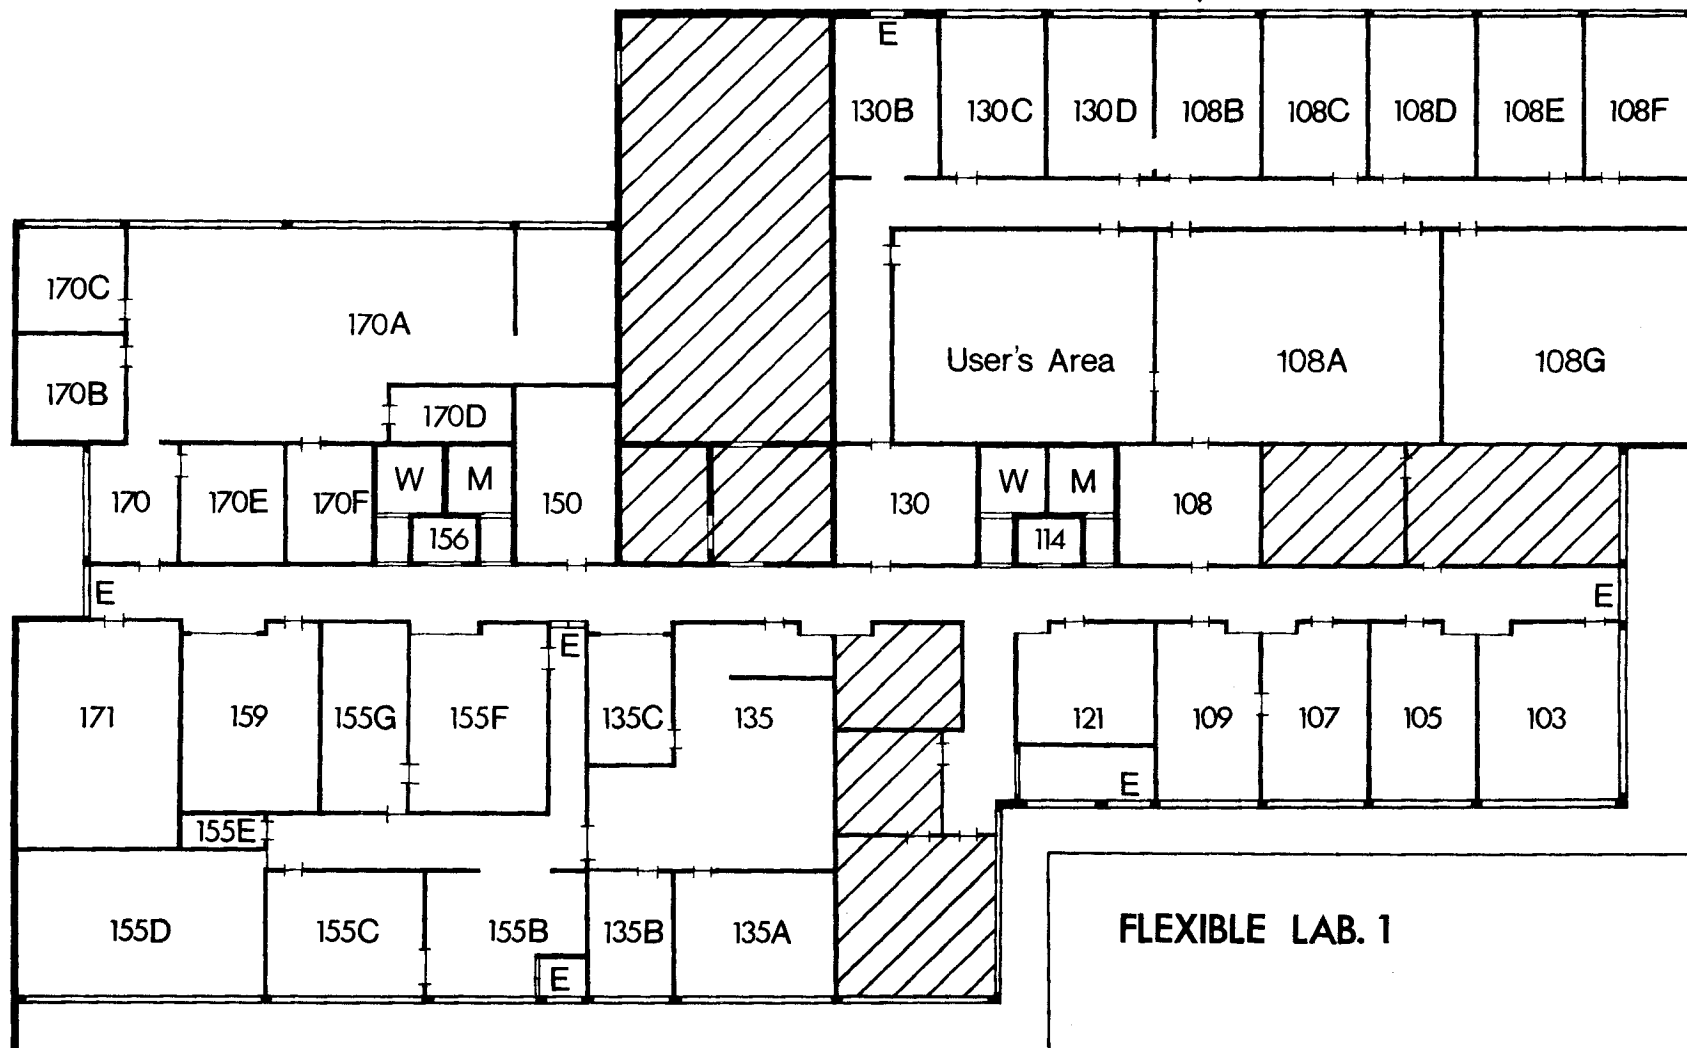 E
130B 130C 130D 108B 108C 108D 108E 108F
170C
170A
User's Area 108A 108G
170B
170D
W M W M
170 170E 170F 150 130 108
156 114
E E
E
171 159 155G 155F 135C 135 121 109 107 105 103
E
155E
155D 155C 155B 135B 135A FLEXIBLE LAB. 1
E